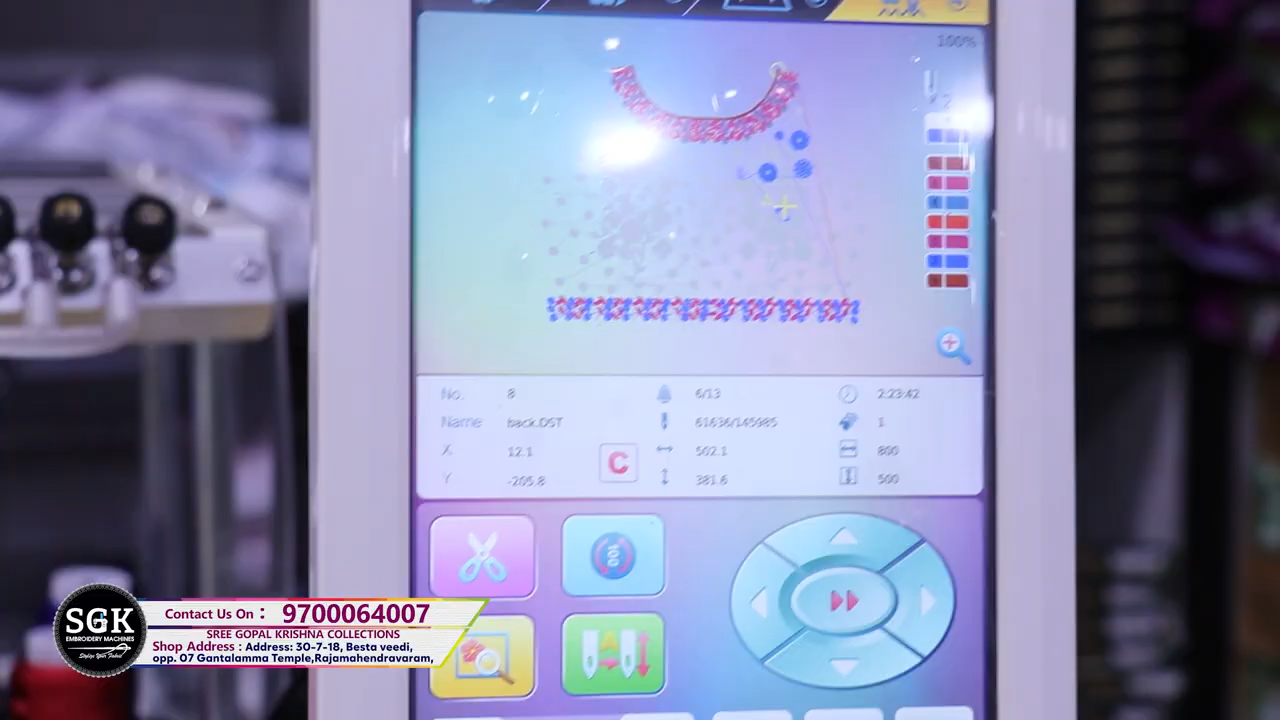 100%
No. 8 6/13 2:23:42
Name back.DST 61636/145985 1
X 12.1 C 502.1 800
Y -205.8 381.6 500
100
SGK
EMBROIDERY MACHINES
Contact Us On : 9700064007
SREE GOPAL KRISHNA COLLECTIONS
Shop Address : Address: 30-7-18, Besta veedi,
opp. O7 Gantalamma Temple,Rajamahendravaram,